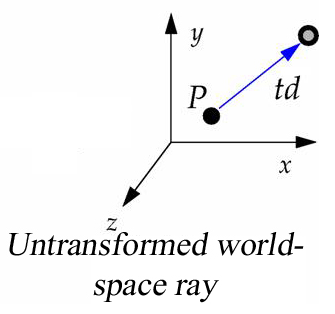 y
P
td
x
z
Untransformed world-
space ray